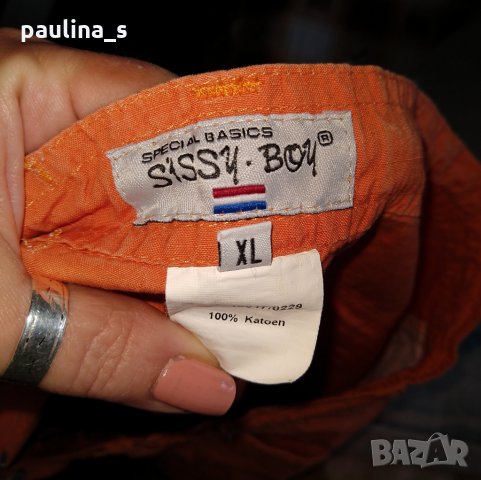 paulina_s
SPECIAL BASICS
SISSY·BOY®
XL
100% Katoen
BAZAR